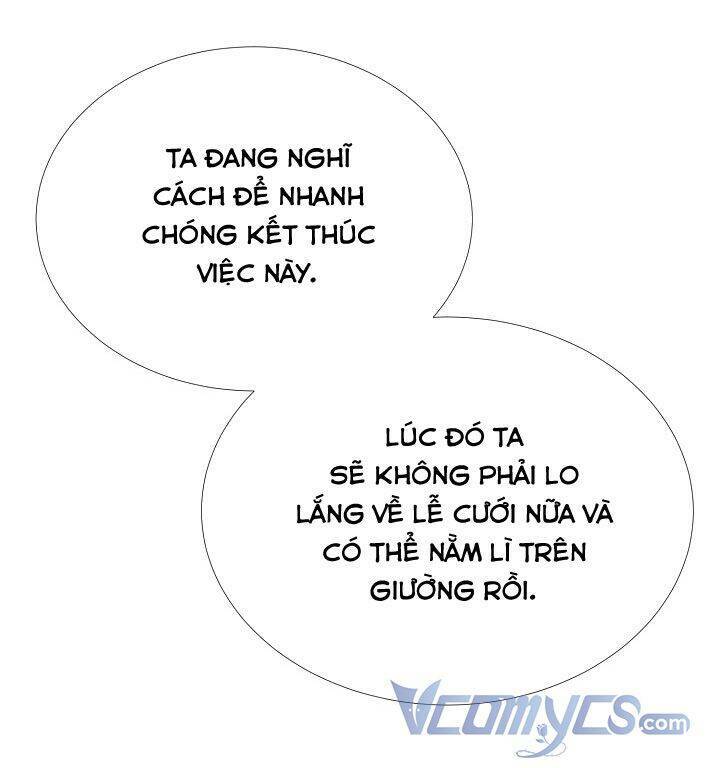 TA ĐANG NGHĨ
CÁCH ĐỂ NHANH
CHÓNG KẾT THÚC
VIỆC NÀY.
LÚC ĐÓ TA
SẼ KHÔNG PHẢI LO
LẮNG VỀ LỄ CƯỚI NỮA VÀ
CÓ THỂ NẰM LÌ TRÊN
GIƯỜNG RỒI.
VCOMYCS.com